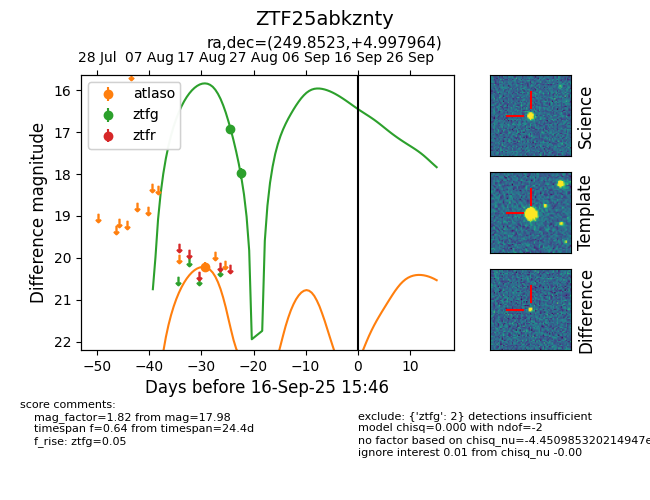 ZTF25abkznty
ra,dec=(249.8523,+4.997964)
28 Jul 07 Aug 17 Aug 27 Aug 06 Sep 16 Sep 26 Sep
atlaso
ztfg
ztfr
16
17
18
19
20
21
22
Difference magnitude
−50 −40 −30 −20 −10 0 10
Days before 16-Sep-25 15:46
Science
Template
Difference
score comments:
mag_factor=1.82 from mag=17.98
timespan f=0.64 from timespan=24.4d
f_rise: ztfg=0.05
exclude: {'ztfg': 2} detections insufficient
model chisq=0.000 with ndof=-2
no factor based on chisq_nu=-4.450985320214947e
ignore interest 0.01 from chisq_nu -0.00